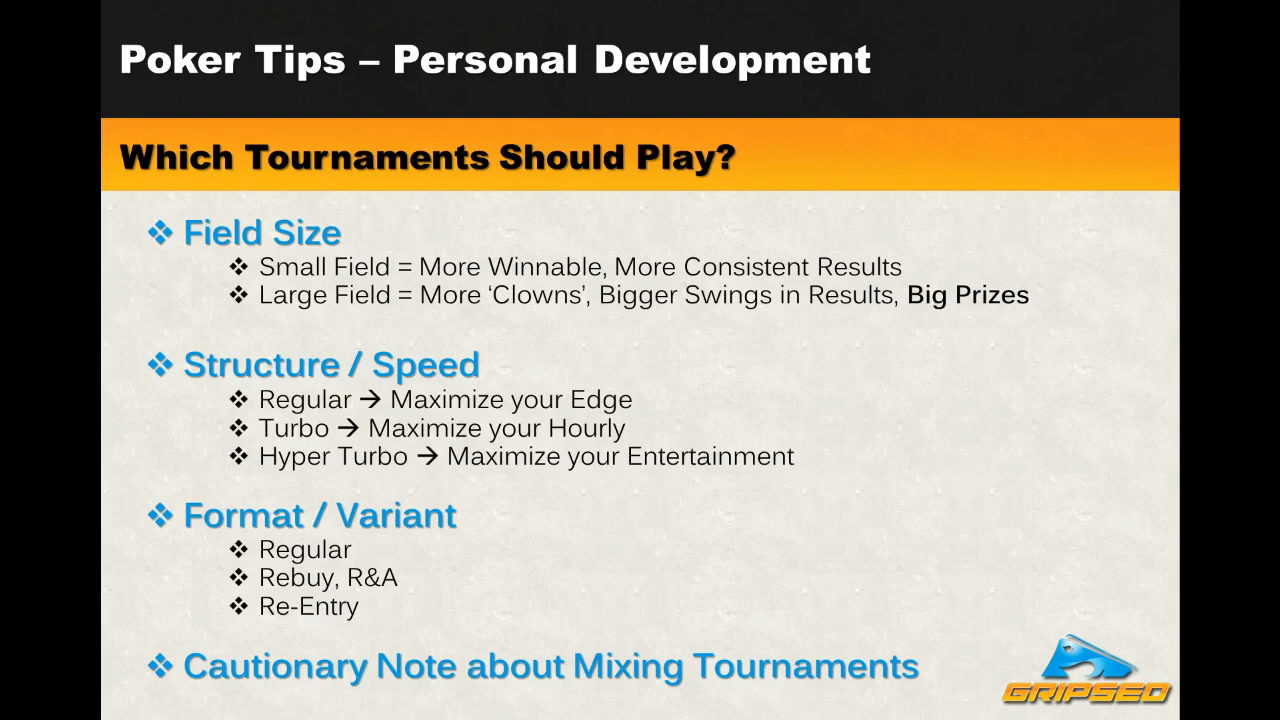 Poker Tips – Personal Development
Which Tournaments Should Play?
❖ Field Size
❖ Small Field = More Winnable, More Consistent Results
❖ Large Field = More ‘Clowns’, Bigger Swings in Results, Big Prizes
❖ Structure / Speed
❖ Regular → Maximize your Edge
❖ Turbo → Maximize your Hourly
❖ Hyper Turbo → Maximize your Entertainment
❖ Format / Variant
❖ Regular
❖ Rebuy, R&A
❖ Re-Entry
❖ Cautionary Note about Mixing Tournaments
GRIPSED